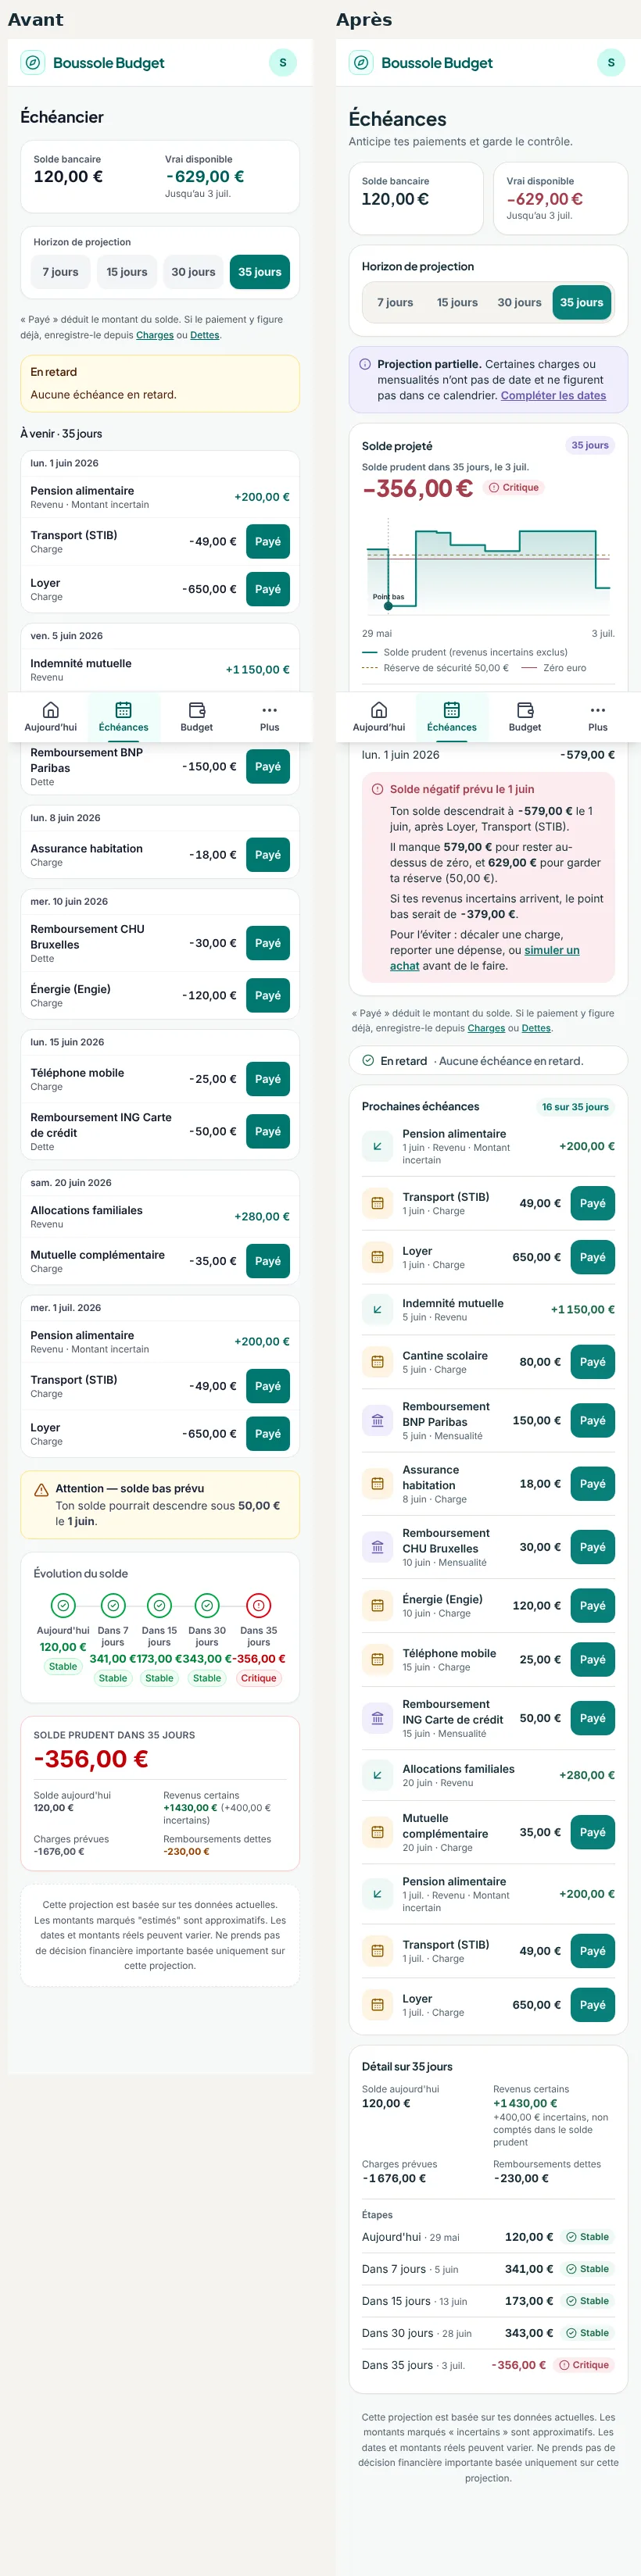 Avant
Boussole Budget
S
Échéancier
Solde bancaire
120,00 €
Vrai disponible
-629,00 €
Jusqu'au 3 juil.
Horizon de projection
7 jours
15 jours
30 jours
35 jours
« Payé » déduit le montant du solde. Si le paiement y figure
déjà, enregistre-le depuis Charges ou Dettes.
En retard
Aucune échéance en retard.
À venir · 35 jours
lun. 1 juin 2026
Pension alimentaire
Revenu · Montant incertain
+200,00 €
Transport (STIB)
Charge
-49,00 €
Payé
Loyer
Charge
-650,00 €
Payé
ven. 5 juin 2026
Indemnité mutuelle
Revenu
+1 150,00 €
Aujourd'hui
Échéances
Budget
Plus
Remboursement BNP
Paribas
Dette
-150,00 €
Payé
lun. 8 juin 2026
Assurance habitation
Charge
-18,00 €
Payé
mer. 10 juin 2026
Remboursement CHU
Bruxelles
Dette
-30,00 €
Payé
Énergie (Engie)
Charge
-120,00 €
Payé
lun. 15 juin 2026
Téléphone mobile
Charge
-25,00 €
Payé
Remboursement ING Carte
de crédit
Dette
-50,00 €
Payé
sam. 20 juin 2026
Allocations familiales
Revenu
+280,00 €
Mutuelle complémentaire
Charge
-35,00 €
Payé
mer. 1 juil. 2026
Pension alimentaire
Revenu · Montant incertain
+200,00 €
Transport (STIB)
Charge
-49,00 €
Payé
Loyer
Charge
-650,00 €
Payé
Attention — solde bas prévu
Ton solde pourrait descendre sous 50,00 €
le 1 juin.
Évolution du solde
Aujourd'hui
120,00 €
Stable
Dans 7
jours
341,00 €
Stable
Dans 15
jours
173,00 €
Stable
Dans 30
jours
343,00 €
Stable
Dans 35
jours
-356,00 €
Critique
SOLDE PRUDENT DANS 35 JOURS
-356,00 €
Solde aujourd'hui
120,00 €
Revenus certains
+1 430,00 € (+400,00 €
incertains)
Charges prévues
-1 676,00 €
Remboursements dettes
-230,00 €
Cette projection est basée sur tes données actuelles.
Les montants marqués "estimés" sont approximatifs. Les
dates et montants réels peuvent varier. Ne prends pas
de décision financière importante basée uniquement sur
cette projection.
Après
Boussole Budget
S
Échéances
Anticipe tes paiements et garde le contrôle.
Solde bancaire
120,00 €
Vrai disponible
-629,00 €
Jusqu'au 3 juil.
Horizon de projection
7 jours
15 jours
30 jours
35 jours
Projection partielle. Certaines charges ou
mensualités n'ont pas de date et ne figurent
pas dans ce calendrier. Compléter les dates
Solde projeté
35 jours
Solde prudent dans 35 jours, le 3 juil.
-356,00 €
Critique
Point bas
29 mai
3 juil.
Solde prudent (revenus incertains exclus)
Réserve de sécurité 50,00 €
Zéro euro
Aujourd'hui
Échéances
Budget
Plus
lun. 1 juin 2026
-579,00 €
Solde négatif prévu le 1 juin
Ton solde descendrait à -579,00 € le 1
juin, après Loyer, Transport (STIB).
Il manque 579,00 € pour rester au-
dessus de zéro, et 629,00 € pour garder
ta réserve (50,00 €).
Si tes revenus incertains arrivent, le point
bas serait de -379,00 €.
Pour l'éviter : décaler une charge,
reporter une dépense, ou simuler un
achat avant de le faire.
« Payé » déduit le montant du solde. Si le paiement y figure
déjà, enregistre-le depuis Charges ou Dettes.
En retard · Aucune échéance en retard.
Prochaines échéances
16 sur 35 jours
Pension alimentaire
1 juin · Revenu · Montant
incertain
+200,00 €
Transport (STIB)
1 juin · Charge
49,00 €
Payé
Loyer
1 juin · Charge
650,00 €
Payé
Indemnité mutuelle
5 juin · Revenu
+1 150,00 €
Cantine scolaire
5 juin · Charge
80,00 €
Payé
Remboursement
BNP Paribas
5 juin · Mensualité
150,00 €
Payé
Assurance
habitation
8 juin · Charge
18,00 €
Payé
Remboursement
CHU Bruxelles
10 juin · Mensualité
30,00 €
Payé
Énergie (Engie)
10 juin · Charge
120,00 €
Payé
Téléphone mobile
15 juin · Charge
25,00 €
Payé
Remboursement
ING Carte de crédit
15 juin · Mensualité
50,00 €
Payé
Allocations familiales
20 juin · Revenu
+280,00 €
Mutuelle
complémentaire
20 juin · Charge
35,00 €
Payé
Pension alimentaire
1 juil. · Revenu · Montant
incertain
+200,00 €
Transport (STIB)
1 juil. · Charge
49,00 €
Payé
Loyer
1 juil. · Charge
650,00 €
Payé
Détail sur 35 jours
Solde aujourd'hui
120,00 €
Revenus certains
+1 430,00 €
+400,00 € incertains, non
comptés dans le solde
prudent
Charges prévues
-1 676,00 €
Remboursements dettes
-230,00 €
Étapes
Aujourd'hui · 29 mai
120,00 €
Stable
Dans 7 jours · 5 juin
341,00 €
Stable
Dans 15 jours · 13 juin
173,00 €
Stable
Dans 30 jours · 28 juin
343,00 €
Stable
Dans 35 jours · 3 juil.
-356,00 €
Critique
Cette projection est basée sur tes données actuelles. Les
montants marqués « incertains » sont approximatifs. Les
dates et montants réels peuvent varier. Ne prends pas de
décision financière importante basée uniquement sur cette
projection.